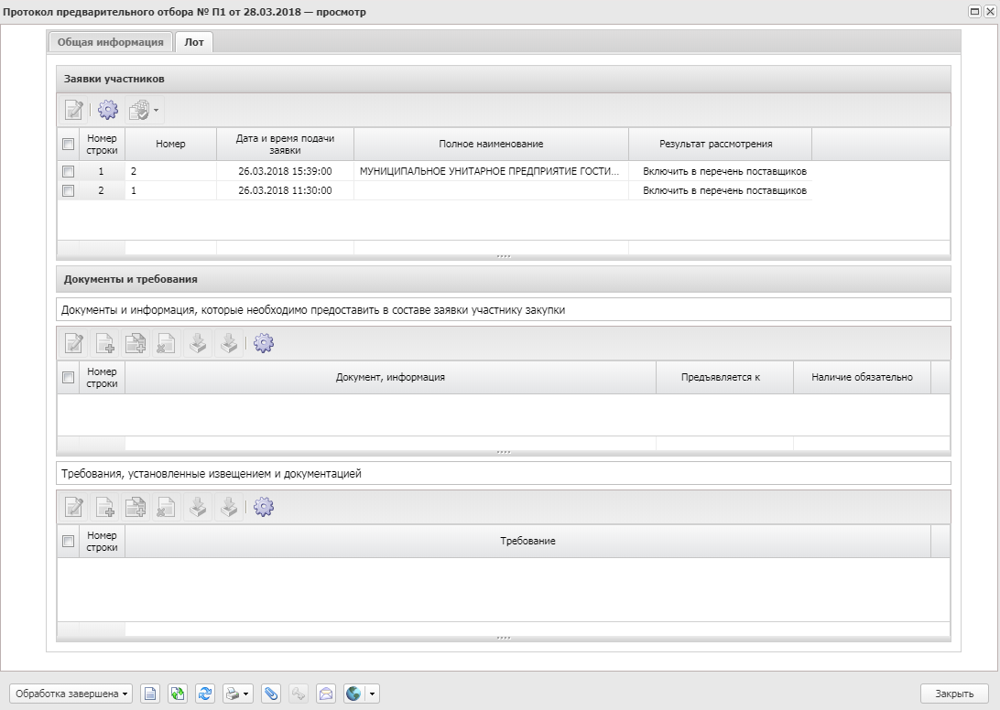 Протокол предварительного отбора № П1 от 28.03.2018 — просмотр
Общая информация Лот
Заявки участников
Номер строки Номер Дата и время подачи заявки Полное наименование Результат рассмотрения
1 2 26.03.2018 15:39:00 МУНИЦИПАЛЬНОЕ УНИТАРНОЕ ПРЕДПРИЯТИЕ ГОСТИ... Включить в перечень поставщиков
2 1 26.03.2018 11:30:00 Включить в перечень поставщиков
Документы и требования
Документы и информация, которые необходимо предоставить в составе заявки участнику закупки
Номер строки Документ, информация Предъявляется к Наличие обязательно
Требования, установленные извещением и документацией
Номер строки Требование
Обработка завершена Закрыть